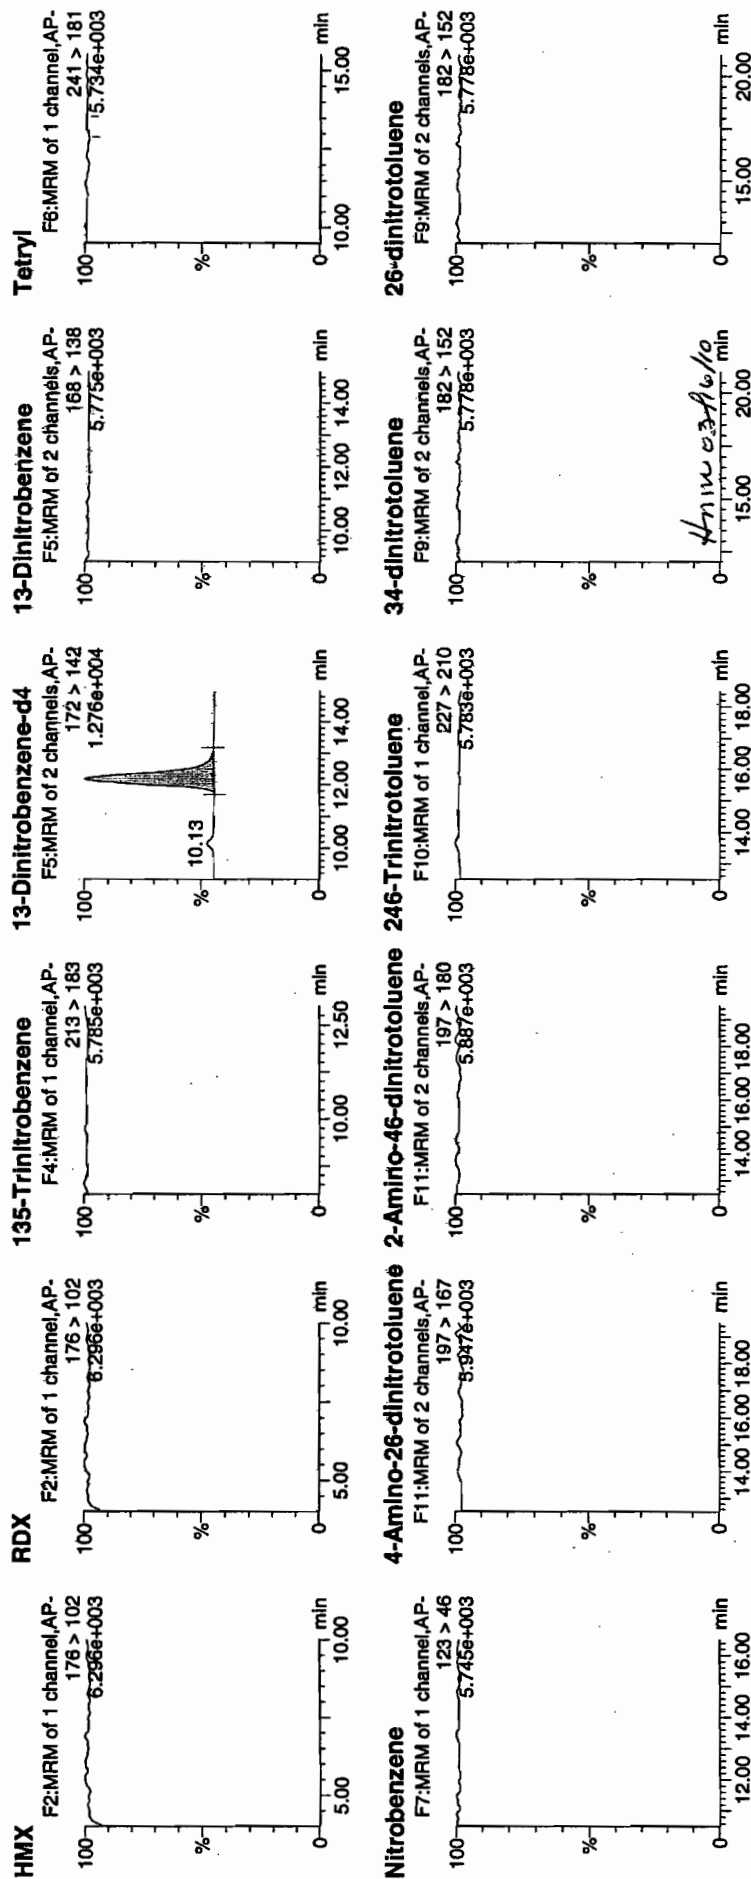 HMX
F2:MRM of 1 channel,AP-
176 > 102
6.296e+003
100
%
0
5.00
10.00
min
RDX
F2:MRM of 1 channel,AP-
176 > 102
6.296e+003
100
%
0
5.00
10.00
min
135-Trinitrobenzene
F4:MRM of 1 channel,AP-
213 > 183
5.785e+003
100
%
0
10.00
12.50
min
13-Dinitrobenzene-d4
F5:MRM of 2 channels,AP-
172 > 142
1.276e+004
100
10.13
%
0
10.00
12.00
14.00
min
13-Dinitrobenzene
F5:MRM of 2 channels,AP-
168 > 138
5.775e+003
100
%
0
10.00
12.00
14.00
min
Tetryl
F6:MRM of 1 channel,AP-
241 > 181
5.734e+003
100
%
0
10.00
15.00
min
Nitrobenzene
F7:MRM of 1 channel,AP-
123 > 46
5.745e+003
100
%
0
12.00
14.00
16.00
min
4-Amino-26-dinitrotoluene
F11:MRM of 2 channels,AP-
197 > 167
5.947e+003
100
%
0
14.00
16.00
18.00
min
2-Amino-46-dinitrotoluene
F11:MRM of 2 channels,AP-
197 > 180
5.887e+003
100
%
0
14.00
16.00
18.00
min
246-Trinitrotoluene
F10:MRM of 1 channel,AP-
227 > 210
5.783e+003
100
%
0
14.00
16.00
18.00
min
34-dinitrotoluene
F9:MRM of 2 channels,AP-
182 > 152
5.778e+003
100
%
0
15.00
20.00
min
26-dinitrotoluene
F9:MRM of 2 channels,AP-
182 > 152
5.778e+003
100
%
0
15.00
20.00
min